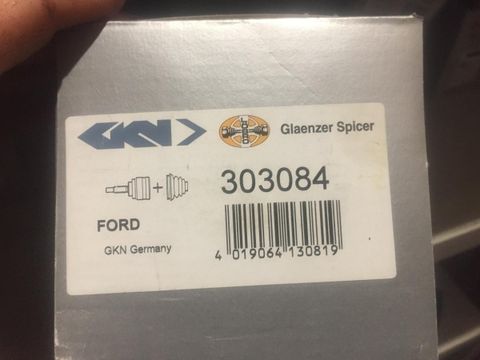 GKN
Glaenzer Spicer
303084
FORD
GKN Germany
4 019064 130819